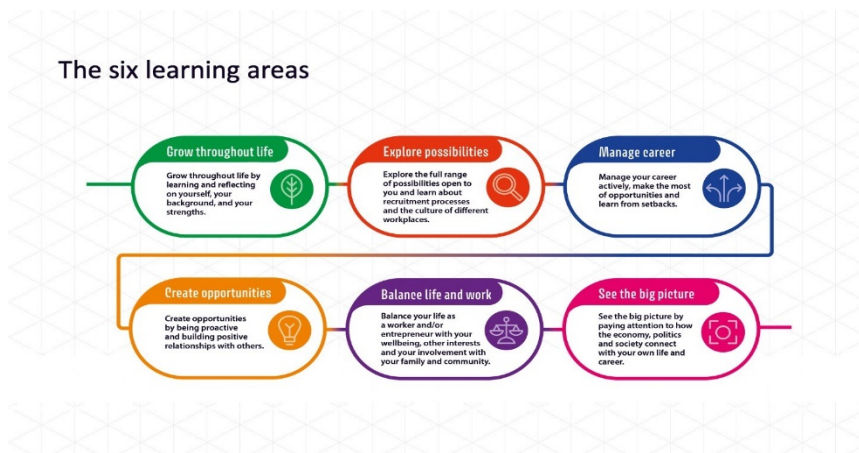 The six learning areas
Grow throughout life
Grow throughout life by
learning and reflecting
on yourself, your
background, and your
strengths.
Explore possibilities
Explore the full range
of possibilities open to
you and learn about
recruitment processes
and the culture of different
workplaces.
Manage career
Manage your career
actively, make the most
of opportunities and
learn from setbacks.
Create opportunities
Create opportunities
by being proactive
and building positive
relationships with others.
Balance life and work
Balance your life as
a worker and/or
entrepreneur with your
wellbeing, other interests
and your involvement with
your family and community.
See the big picture
See the big picture by
paying attention to how
the economy, politics
and society connect
with your own life and
career.